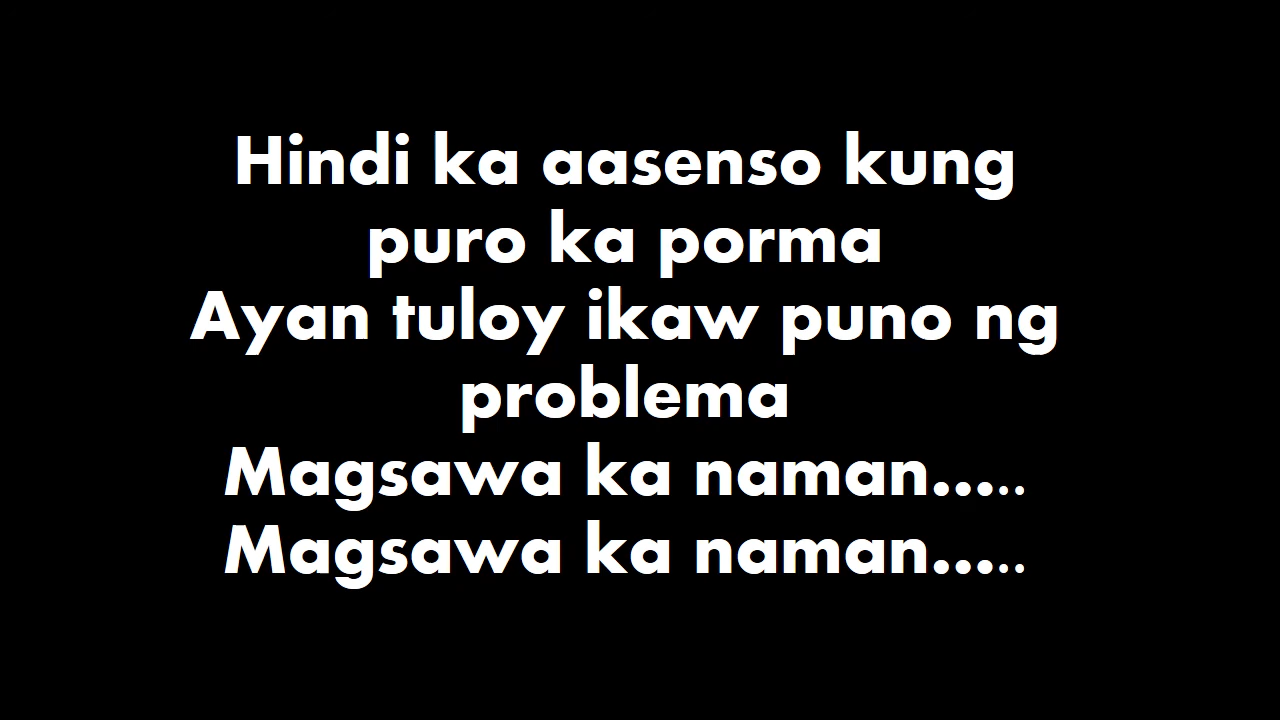 Hindi ka aasenso kung
puro ka porma
Ayan tuloy ikaw puno ng
problema
Magsawa ka naman.....
Magsawa ka naman.....